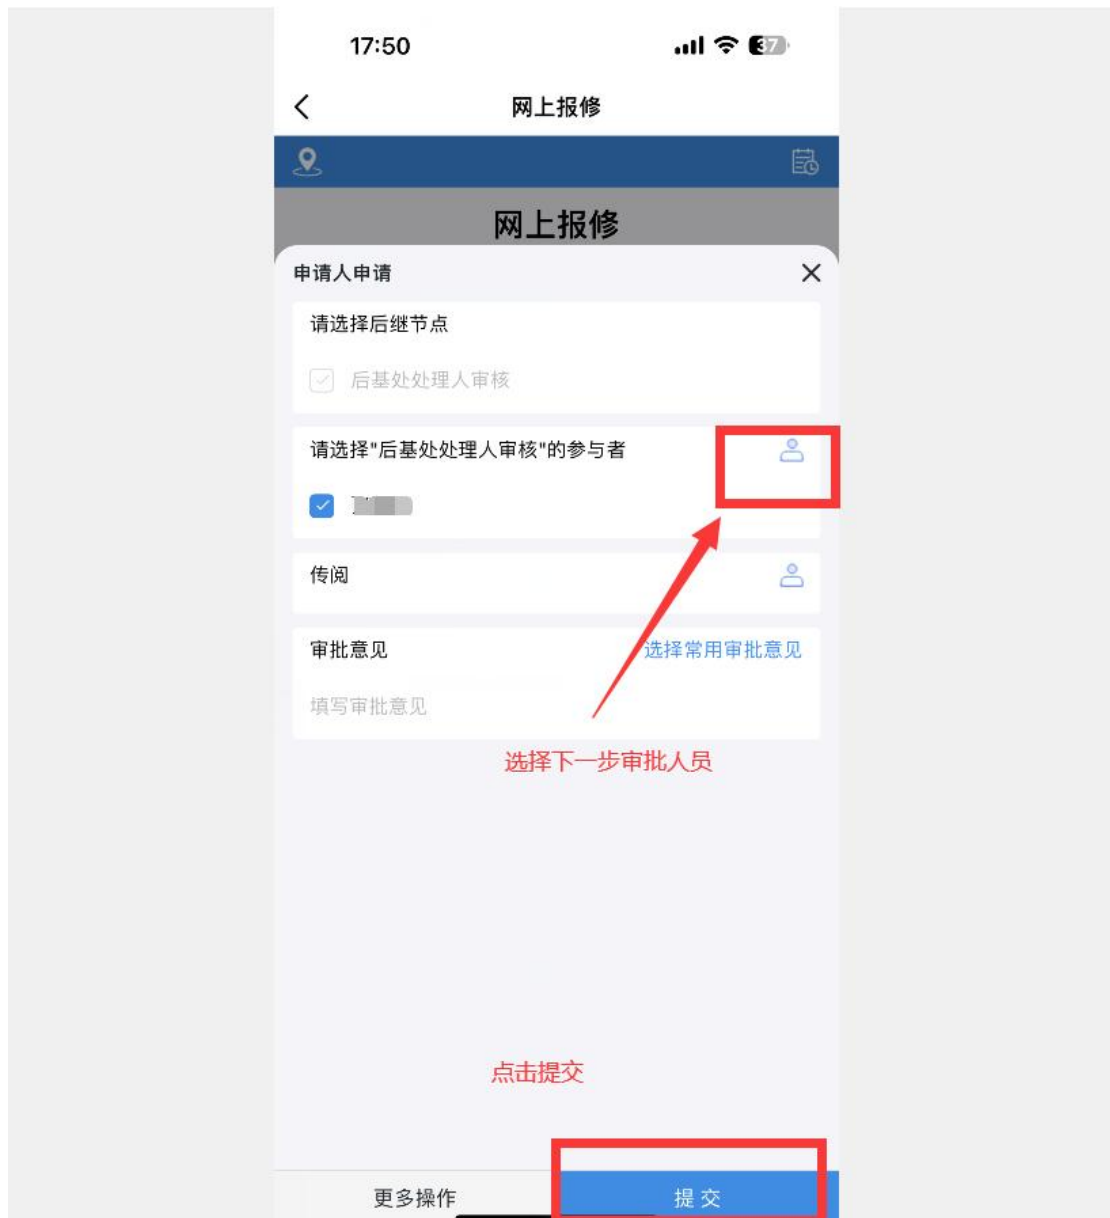 17:50
37
网上报修
网上报修
申请人申请
请选择后继节点
后基处处理人审核
请选择"后基处处理人审核"的参与者
传阅
审批意见
选择常用审批意见
填写审批意见
选择下一步审批人员
点击提交
更多操作
提交